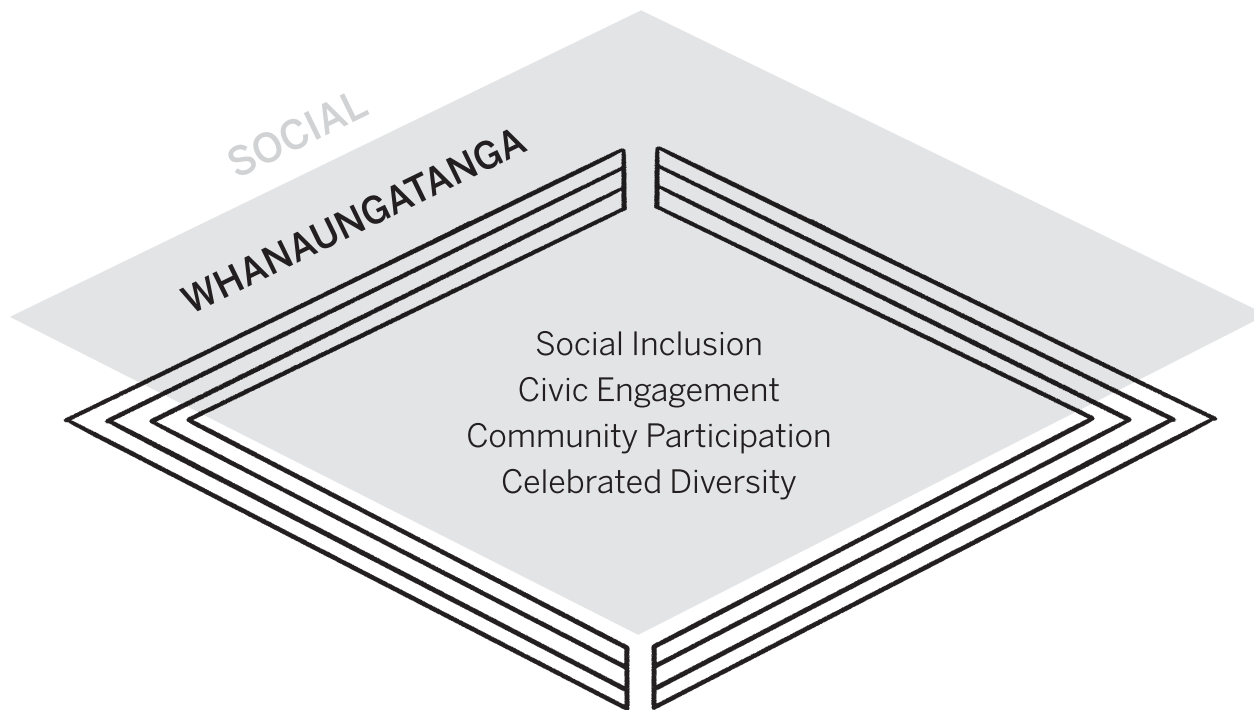 SOCIAL
WHANAUNGATANGA
Social Inclusion
Civic Engagement
Community Participation
Celebrated Diversity